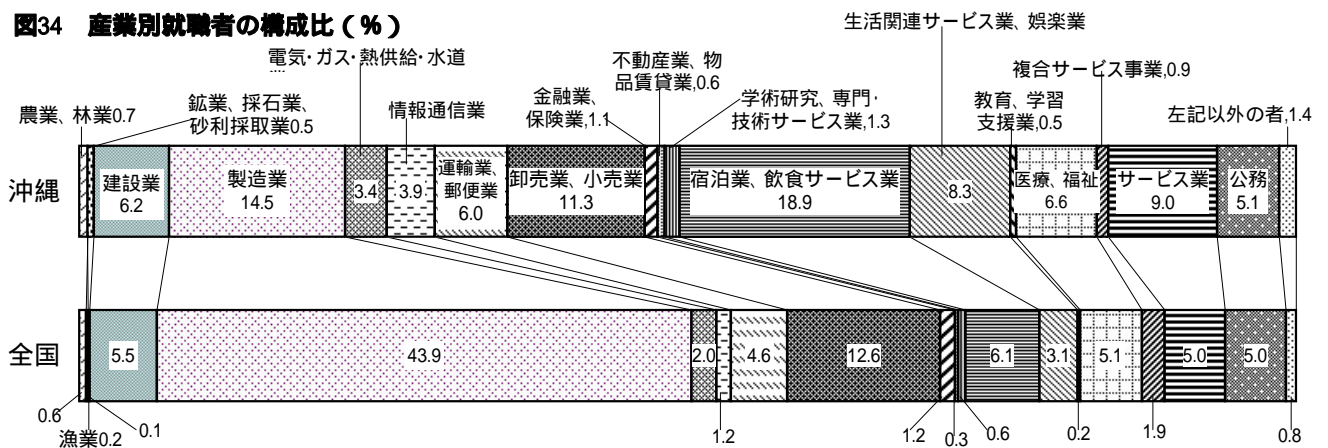 図34 産業別就職者の構成比（%）
生活関連サービス業、娯楽業
電気・ガス・熱供給・水道
不動産業、物
品賃貸業,0.6
複合サービス事業,0.9
農業、林業0.7
鉱業、採石業、
砂利採取業0.5
情報通信業
金融業、
保険業,1.1
学術研究、専門・
技術サービス業,1.3
教育、学習
支援業,0.5
左記以外の者,1.4
沖縄
建設業
6.2
製造業
14.5
3.4
3.9
運輸業、
郵便業
6.0
卸売業、小売業
11.3
宿泊業、飲食サービス業
18.9
8.3
医療、福祉
6.6
サービス業
9.0
公務
5.1
全国
5.5
43.9
2.0
4.6
12.6
6.1
3.1
5.1
5.0
5.0
0.6
漁業0.2
0.1
1.2
1.2
0.3
0.6
0.2
1.9
0.8